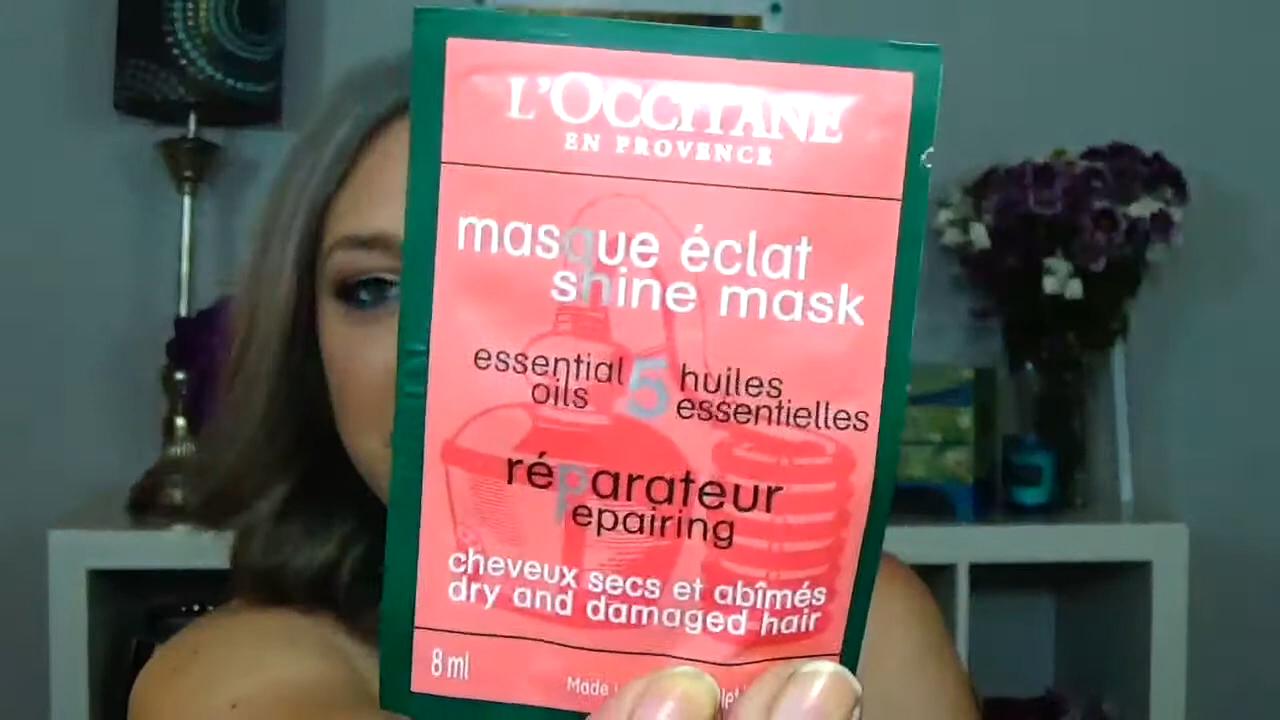 L'OCCITANE
EN PROVENCE
masque éclat
shine mask
essential 5 huiles
oils essentielles
réparateur
repairing
cheveux secs et abîmés
dry and damaged hair
8 ml
Made